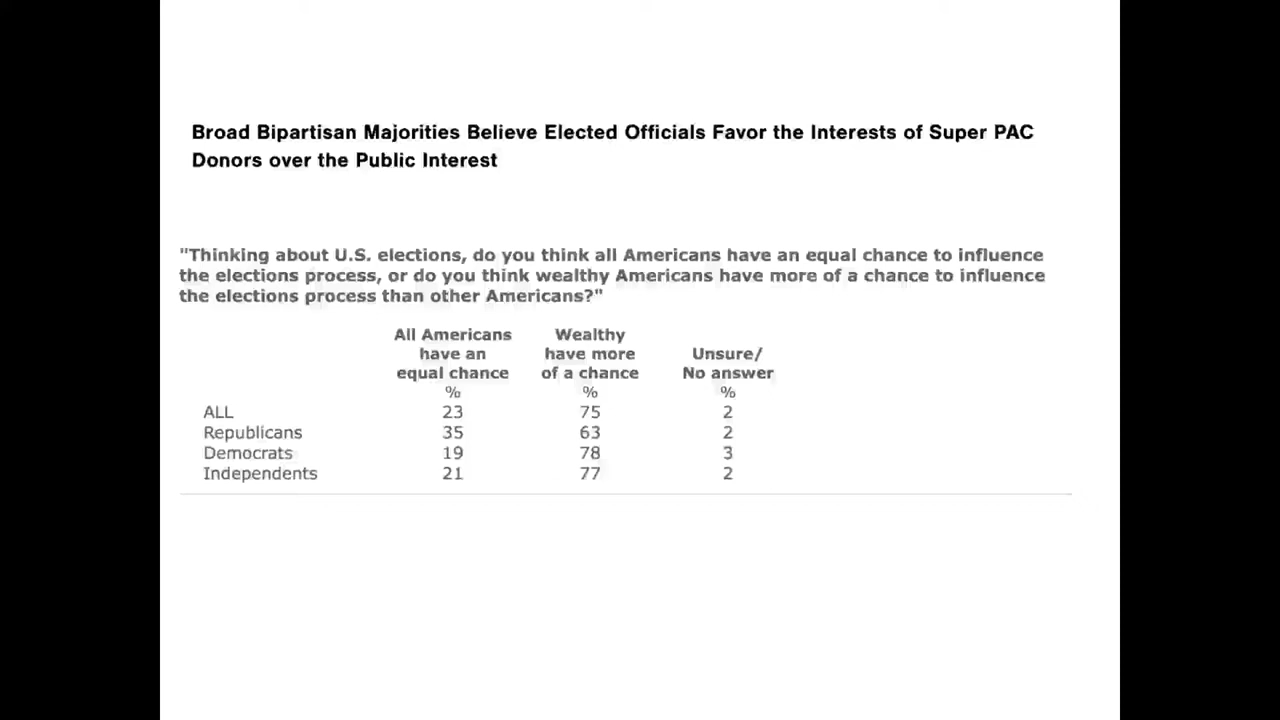 Broad Bipartisan Majorities Believe Elected Officials Favor the Interests of Super PAC
Donors over the Public Interest
"Thinking about U.S. elections, do you think all Americans have an equal chance to influence
the elections process, or do you think wealthy Americans have more of a chance to influence
the elections process than other Americans?"
All Americans Wealthy
have an have more Unsure/
equal chance of a chance No answer
% % %
ALL 23 75 2
Republicans 35 63 2
Democrats 19 78 3
Independents 21 77 2